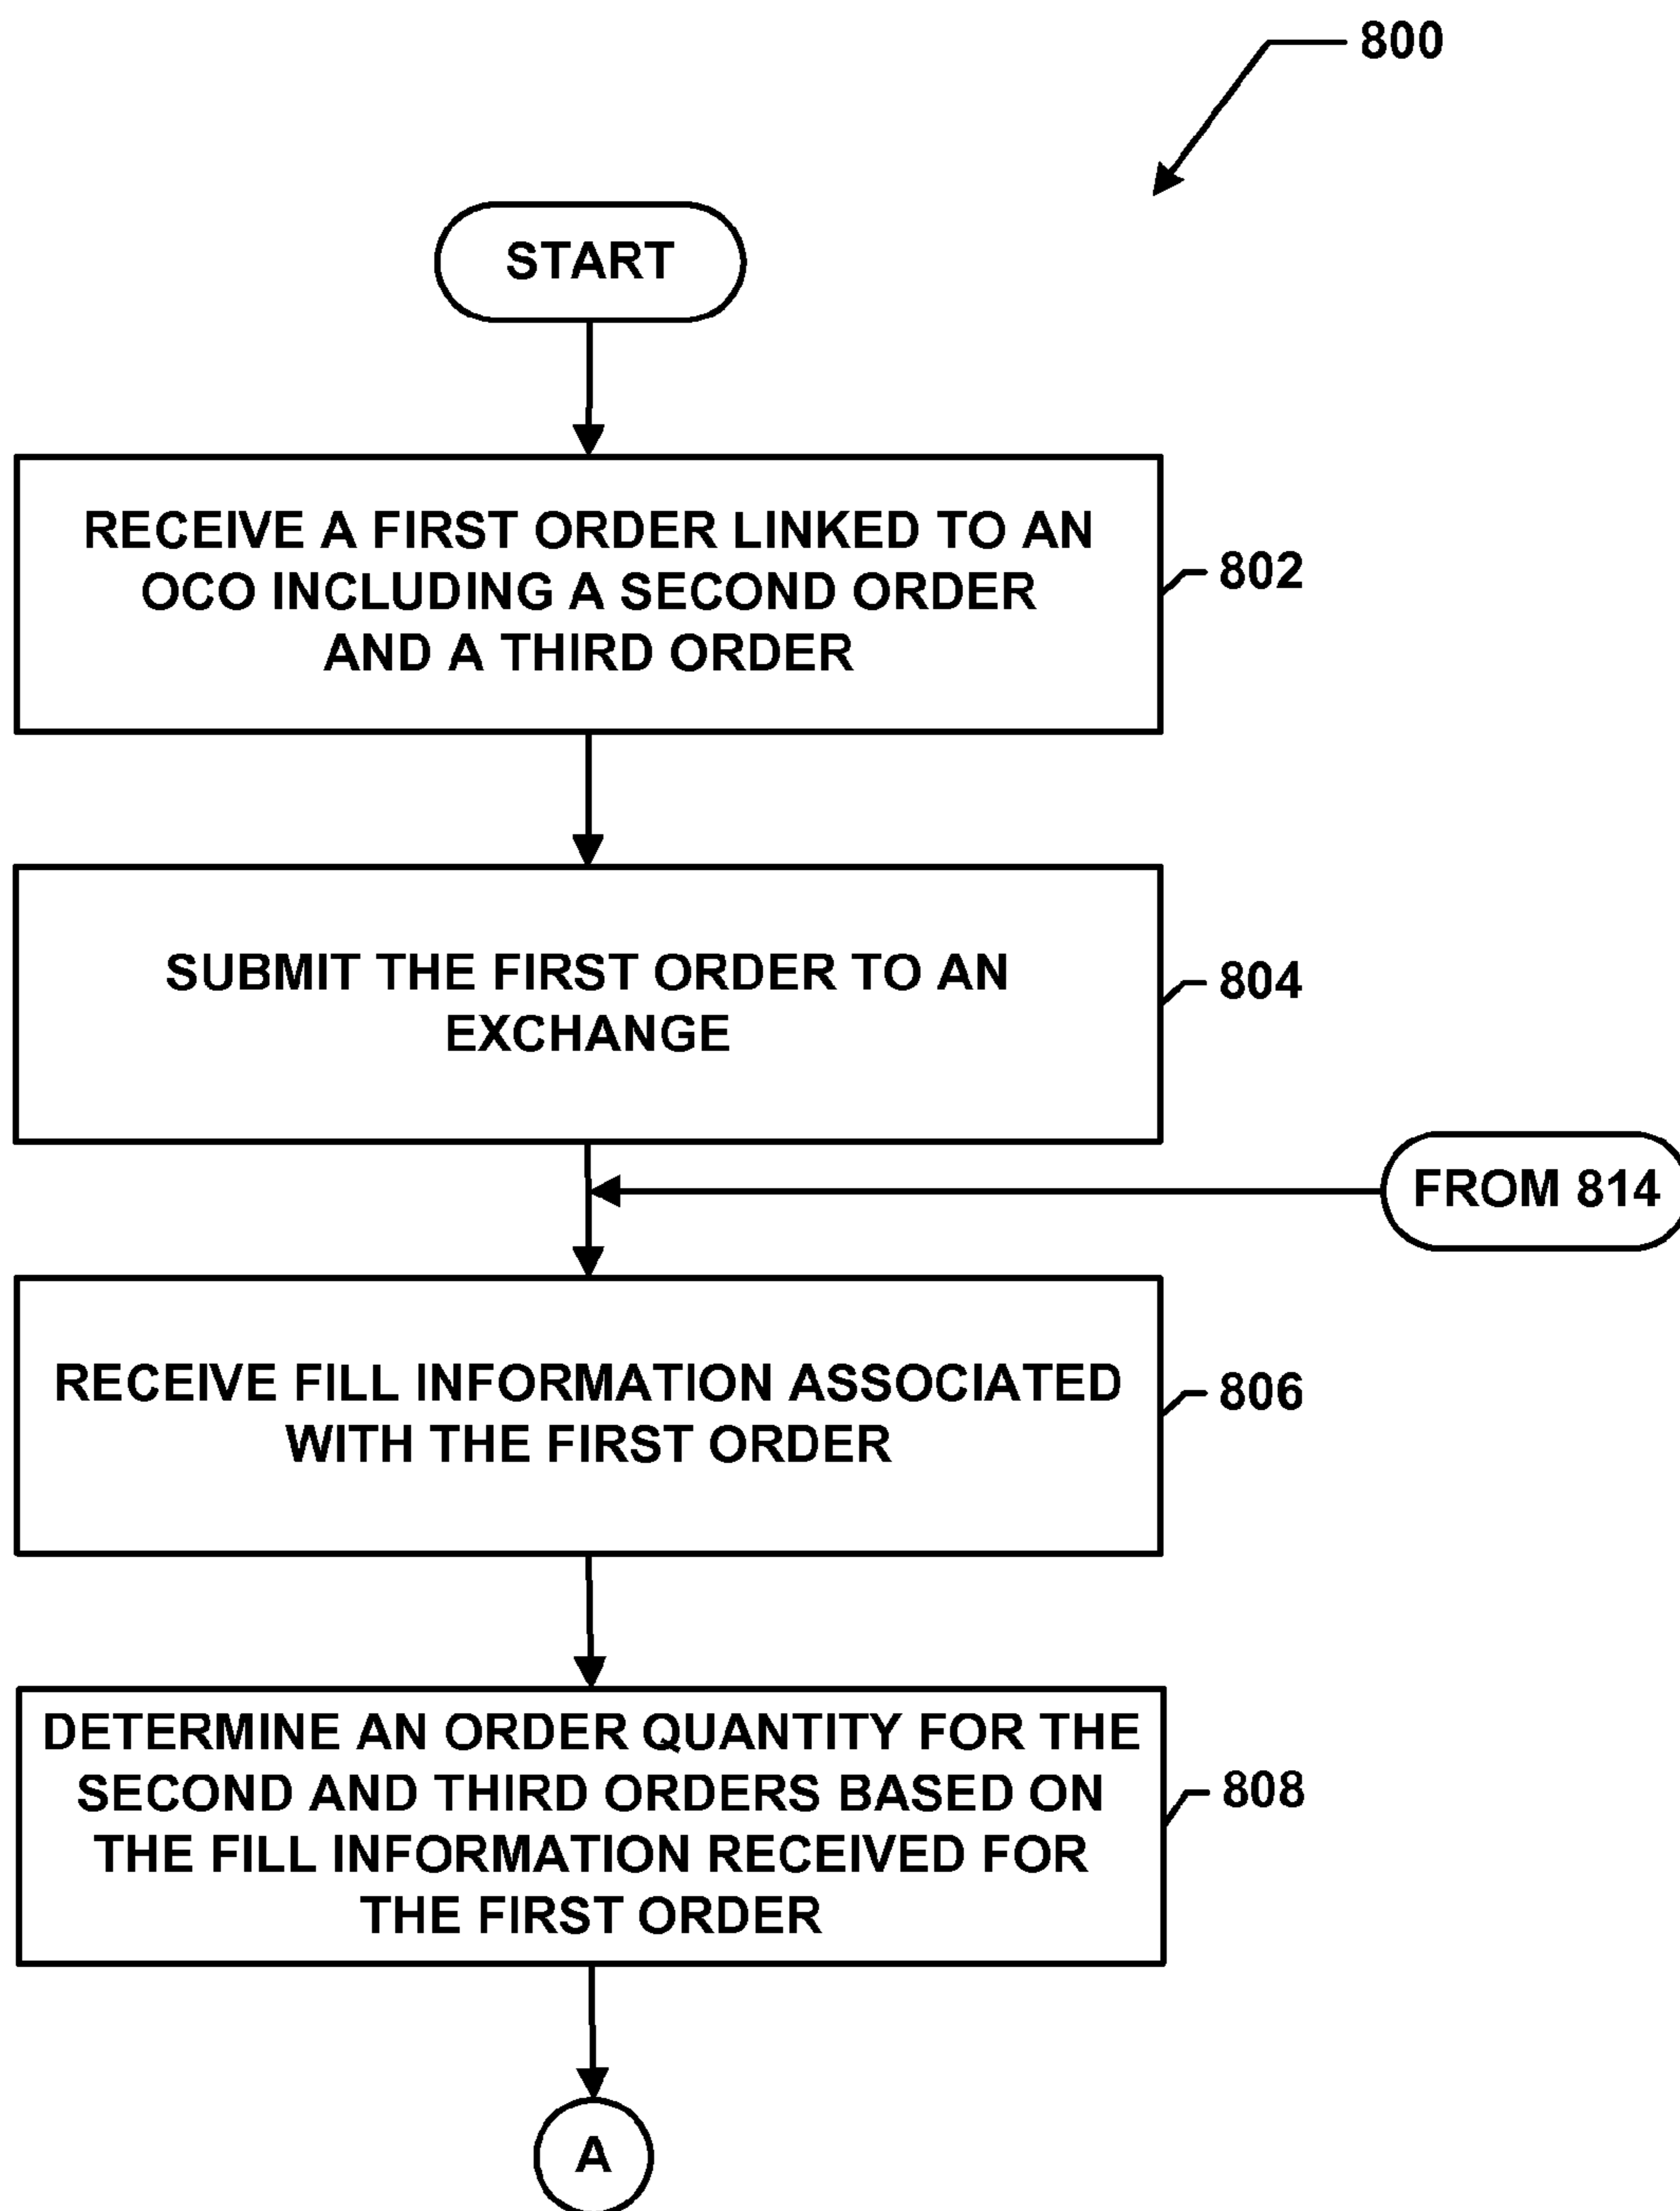 800
START
RECEIVE A FIRST ORDER LINKED TO AN
OCO INCLUDING A SECOND ORDER
AND A THIRD ORDER
802
SUBMIT THE FIRST ORDER TO AN
EXCHANGE
804
FROM 814
RECEIVE FILL INFORMATION ASSOCIATED
WITH THE FIRST ORDER
806
DETERMINE AN ORDER QUANTITY FOR THE
SECOND AND THIRD ORDERS BASED ON
THE FILL INFORMATION RECEIVED FOR
THE FIRST ORDER
808
A